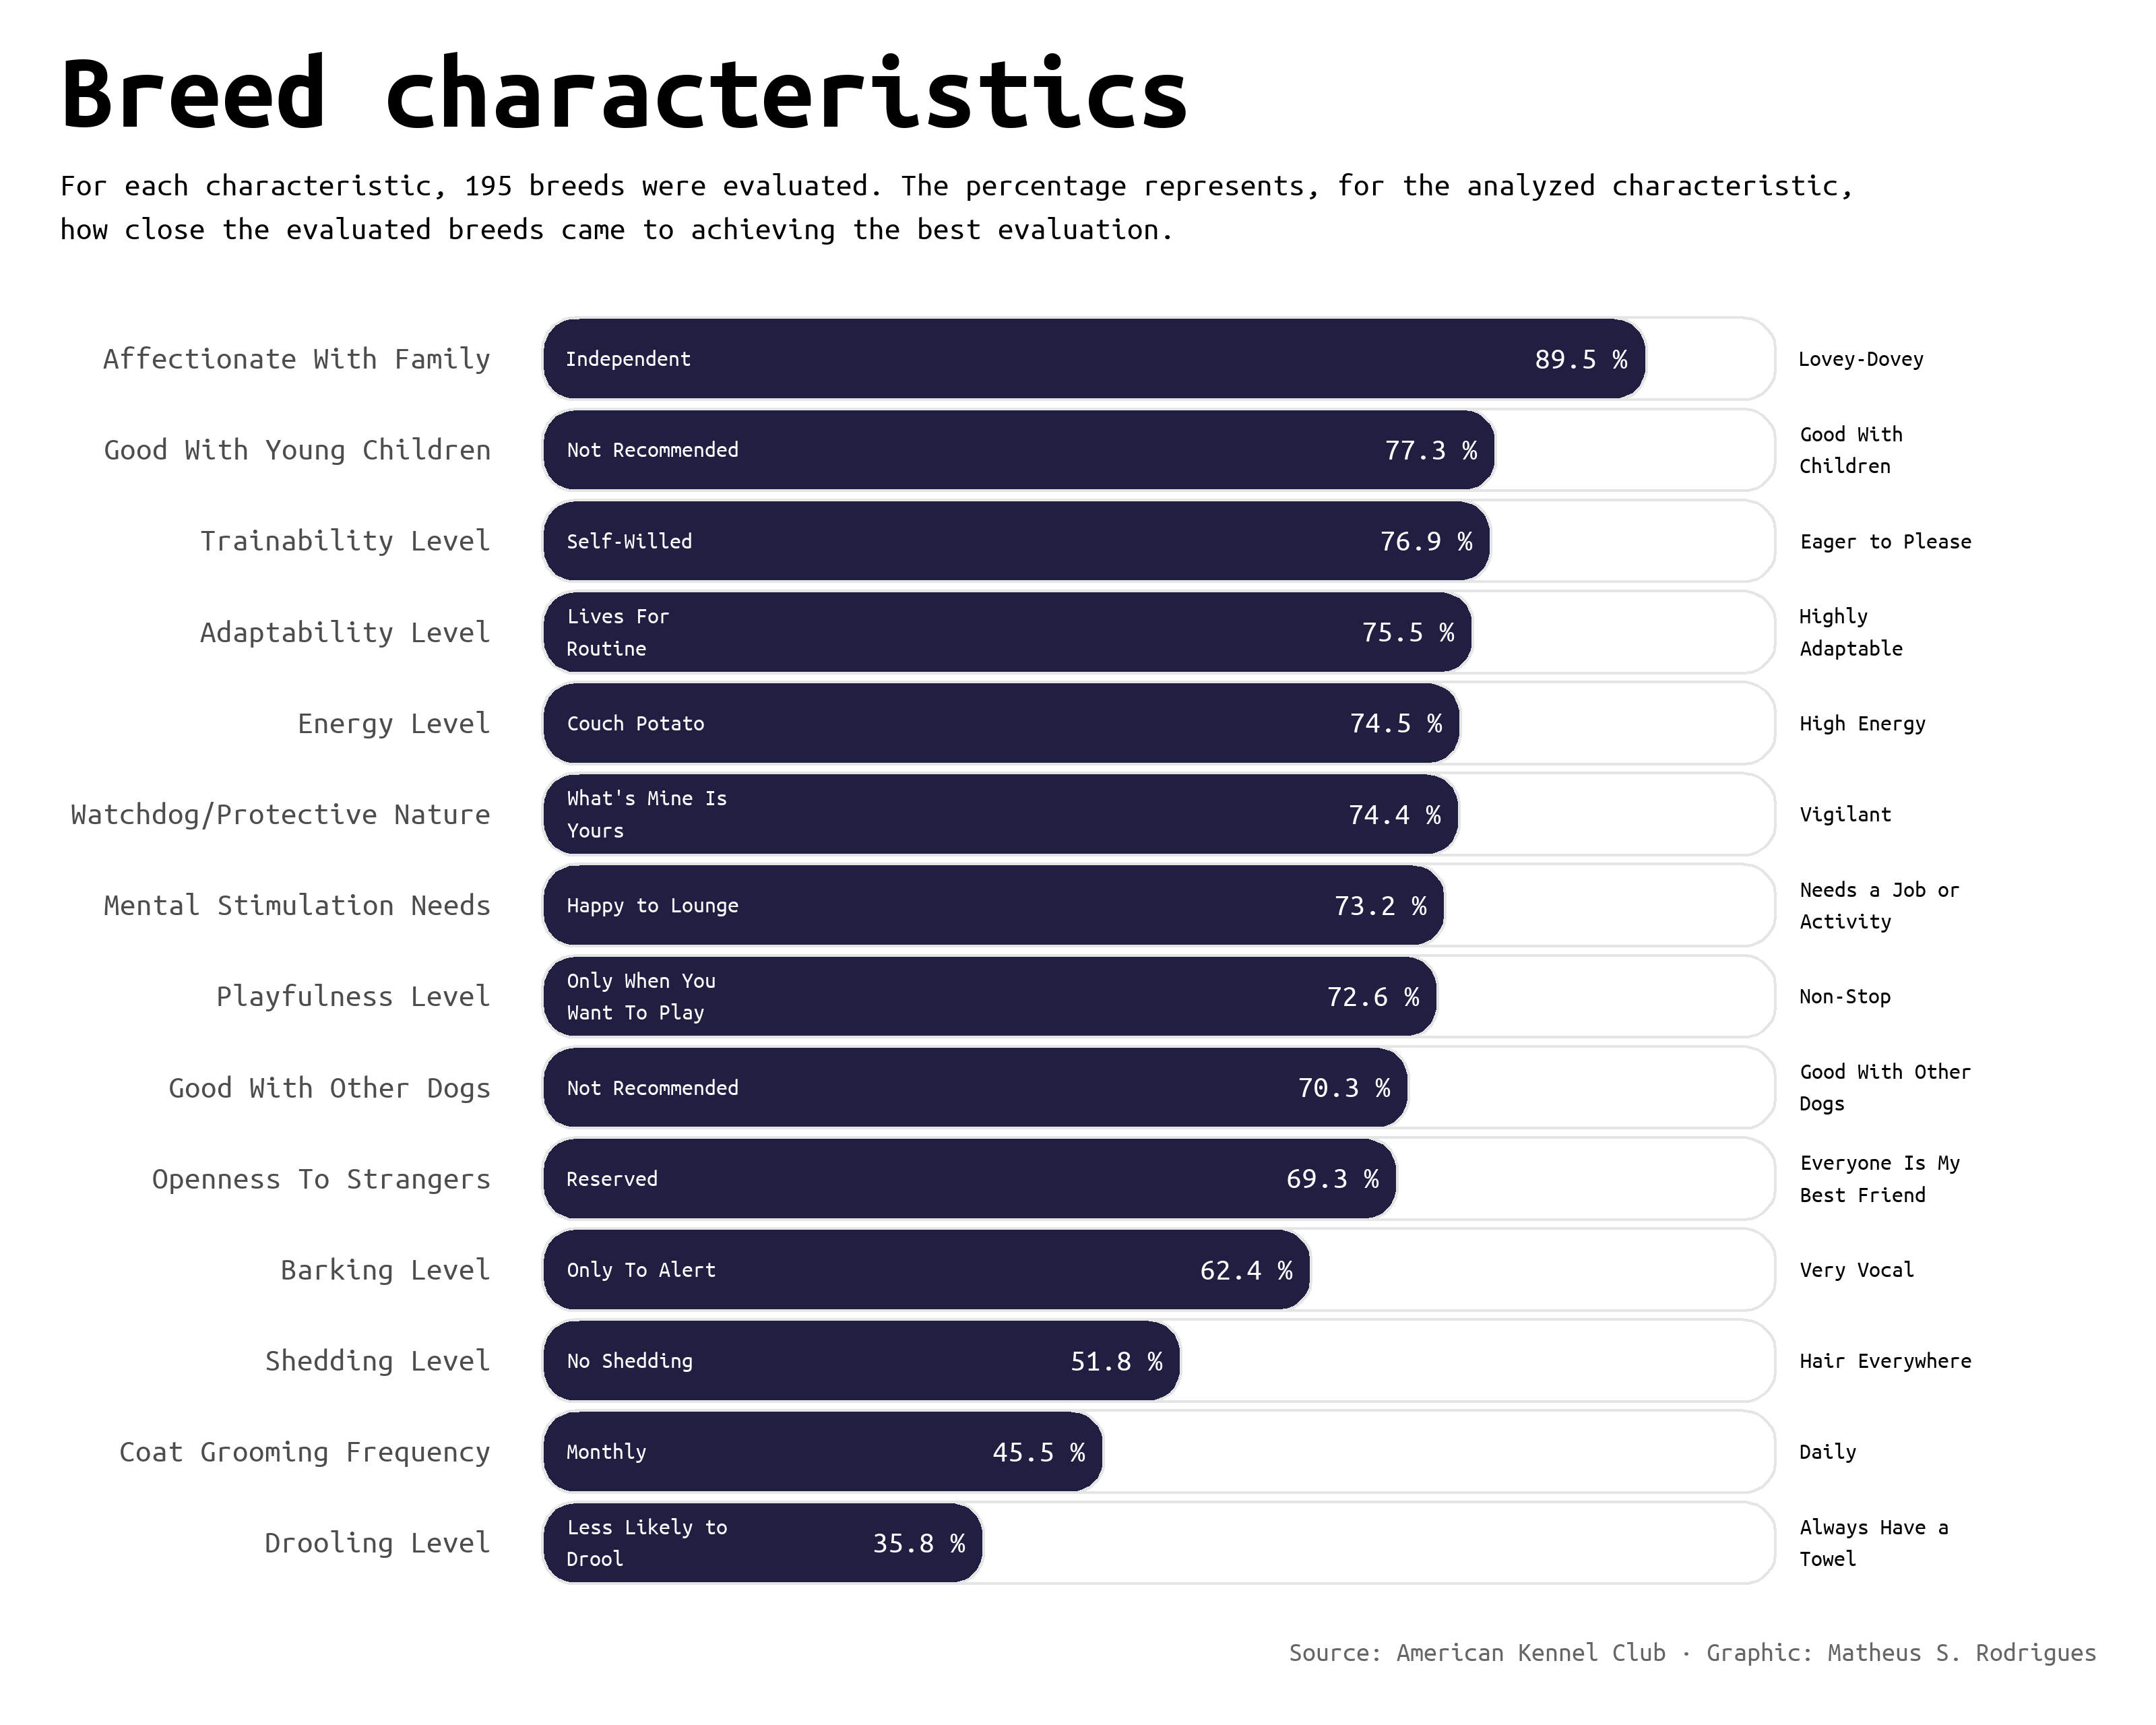 Breed characteristics
For each characteristic, 195 breeds were evaluated. The percentage represents, for the analyzed characteristic,
how close the evaluated breeds came to achieving the best evaluation.
Affectionate With Family
Independent
89.5 %
Lovey-Dovey
Good With Young Children
Not Recommended
77.3 %
Good With
Children
Trainability Level
Self-Willed
76.9 %
Eager to Please
Adaptability Level
Lives For
Routine
75.5 %
Highly
Adaptable
Energy Level
Couch Potato
74.5 %
High Energy
Watchdog/Protective Nature
What's Mine Is
Yours
74.4 %
Vigilant
Mental Stimulation Needs
Happy to Lounge
73.2 %
Needs a Job or
Activity
Playfulness Level
Only When You
Want To Play
72.6 %
Non-Stop
Good With Other Dogs
Not Recommended
70.3 %
Good With Other
Dogs
Openness To Strangers
Reserved
69.3 %
Everyone Is My
Best Friend
Barking Level
Only To Alert
62.4 %
Very Vocal
Shedding Level
No Shedding
51.8 %
Hair Everywhere
Coat Grooming Frequency
Monthly
45.5 %
Daily
Drooling Level
Less Likely to
Drool
35.8 %
Always Have a
Towel
Source: American Kennel Club · Graphic: Matheus S. Rodrigues